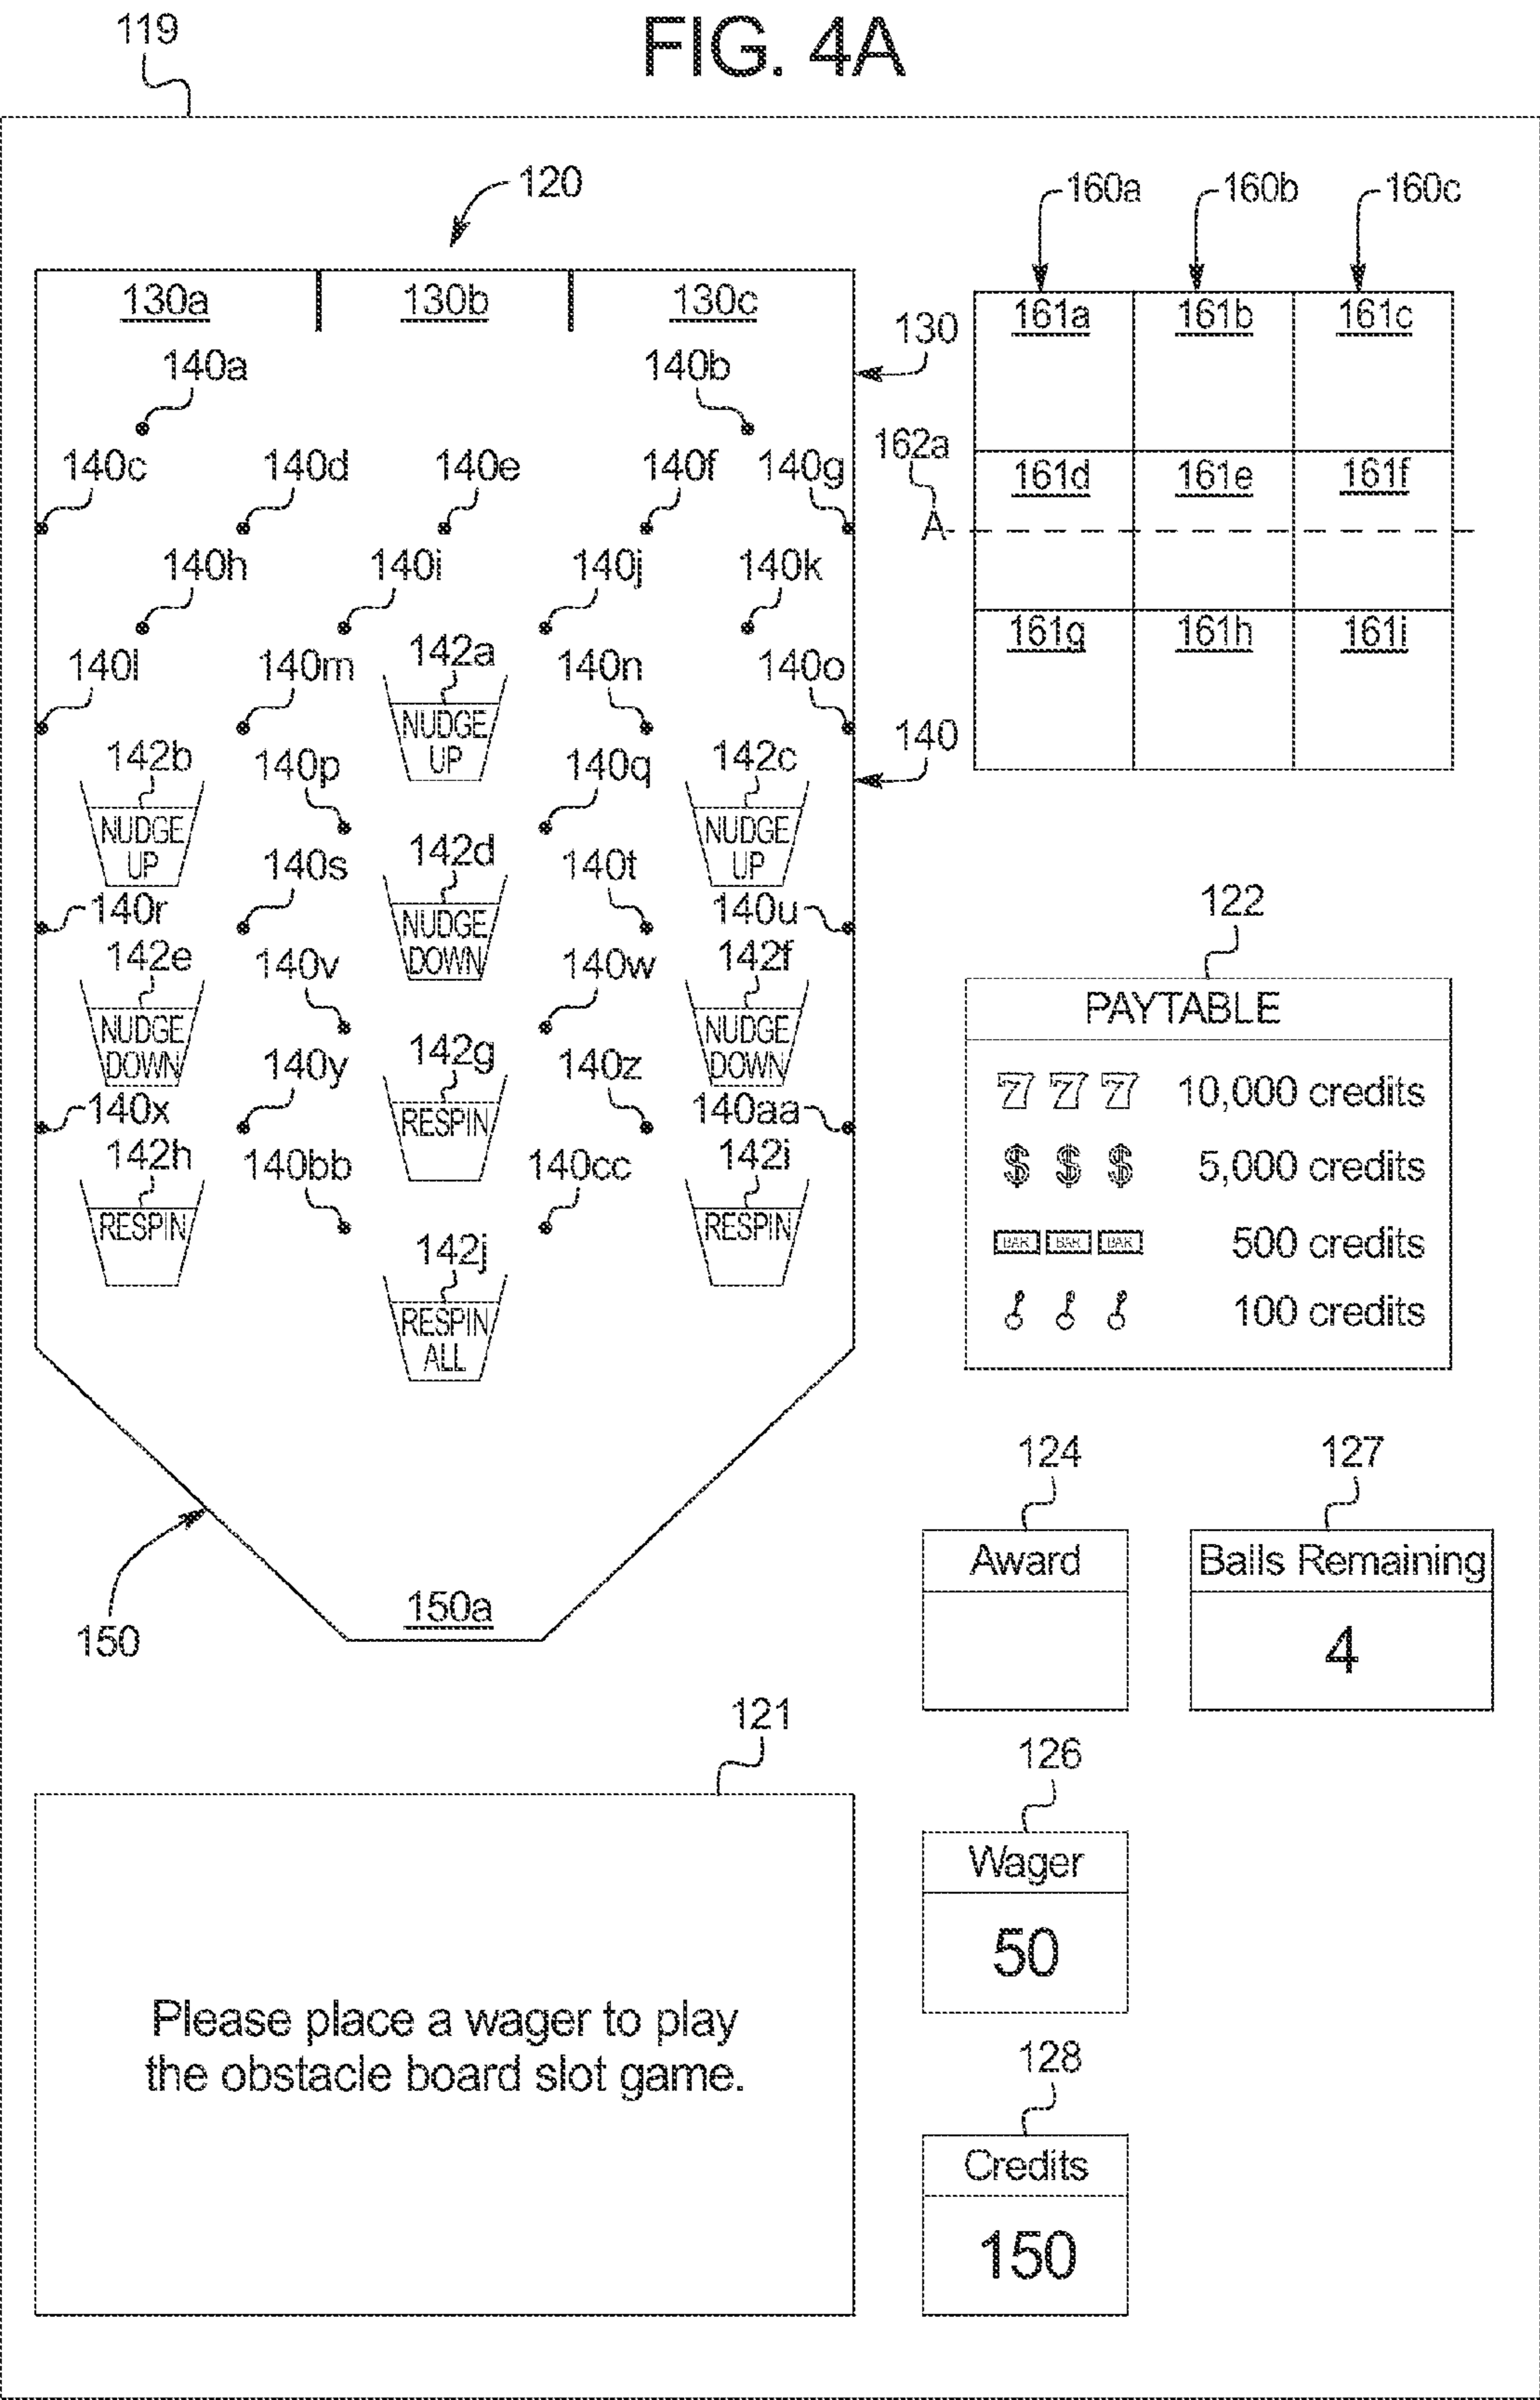 FIG. 4A
119
120
160a 160b 160c
130a 130b 130c
130
161a 161b 161c
140a 140b
162a
140c 140d 140e 140f 140g
161d 161e 161f
A
140h 140i 140j 140k
161g 161h 161i
142a
140l 140m 140n 140o
NUDGE
UP
140
142b 140p 140q 142c
NUDGE
UP
NUDGE
UP
142d
140s 140t
122
140r 140u
NUDGE
DOWN
142e 140v 140w 142f
PAYTABLE
NUDGE
DOWN
NUDGE
DOWN
142g
140y 140z
7 7 7 10,000 credits
140x 140aa
RESPIN
142h 140bb 140cc 142i
$ $ $ 5,000 credits
RESPIN RESPIN
142j
BAR BAR BAR 500 credits
RESPIN
ALL
100 credits
124 127
Award Balls Remaining
150a
150
4
121
126
Wager
50
Please place a wager to play
the obstacle board slot game.
128
Credits
150